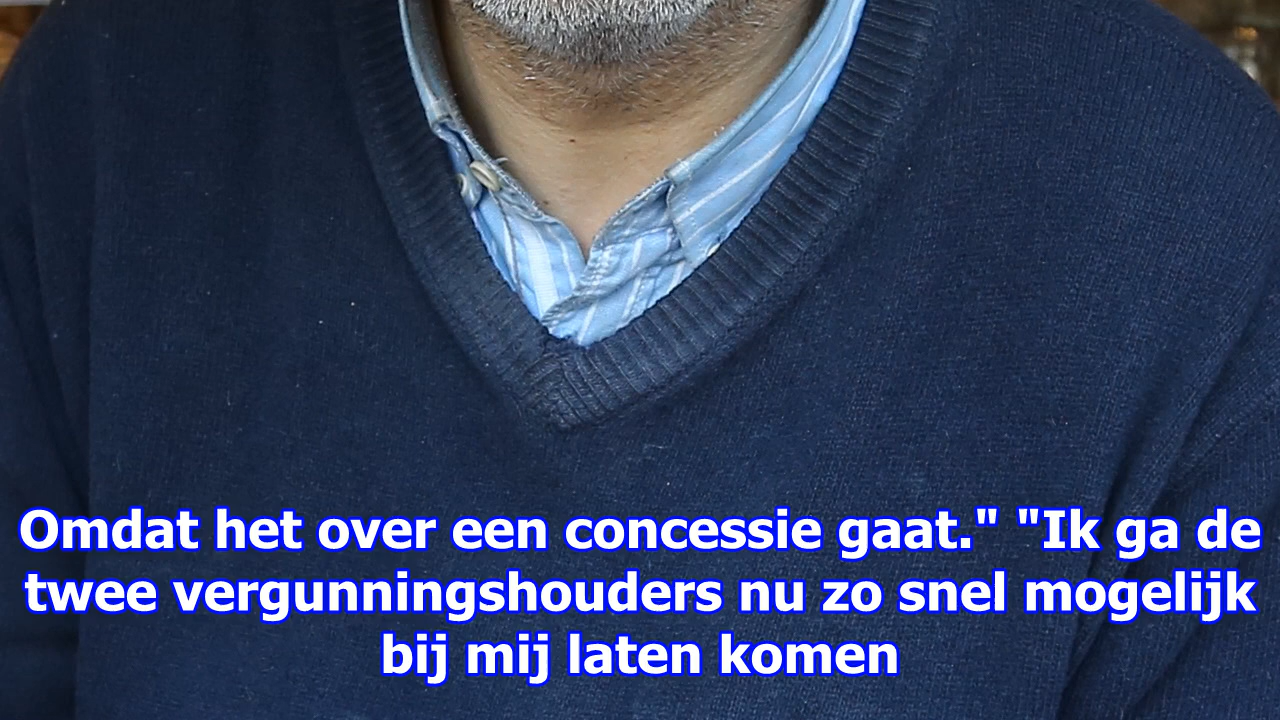 Omdat het over een concessie gaat." "Ik ga de
twee vergunningshouders nu zo snel mogelijk
bij mij laten komen